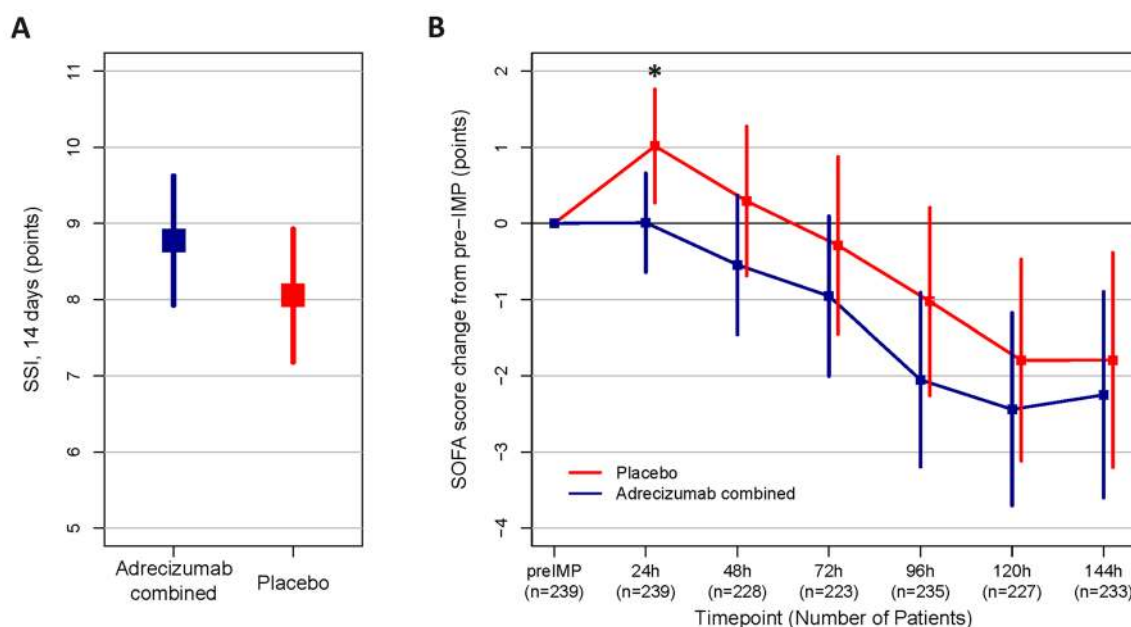 A
SSI, 14 days (points)
11
10
9
8
7
6
5
Adrecizumab
combined
Placebo
B
SOFA score change from pre−IMP (points)
2
1
0
−1
−2
−3
−4
*
Placebo
Adrecizumab combined
preIMP 24h 48h 72h 96h 120h 144h
(n=239) (n=239) (n=228) (n=223) (n=235) (n=227) (n=233)
Timepoint (Number of Patients)